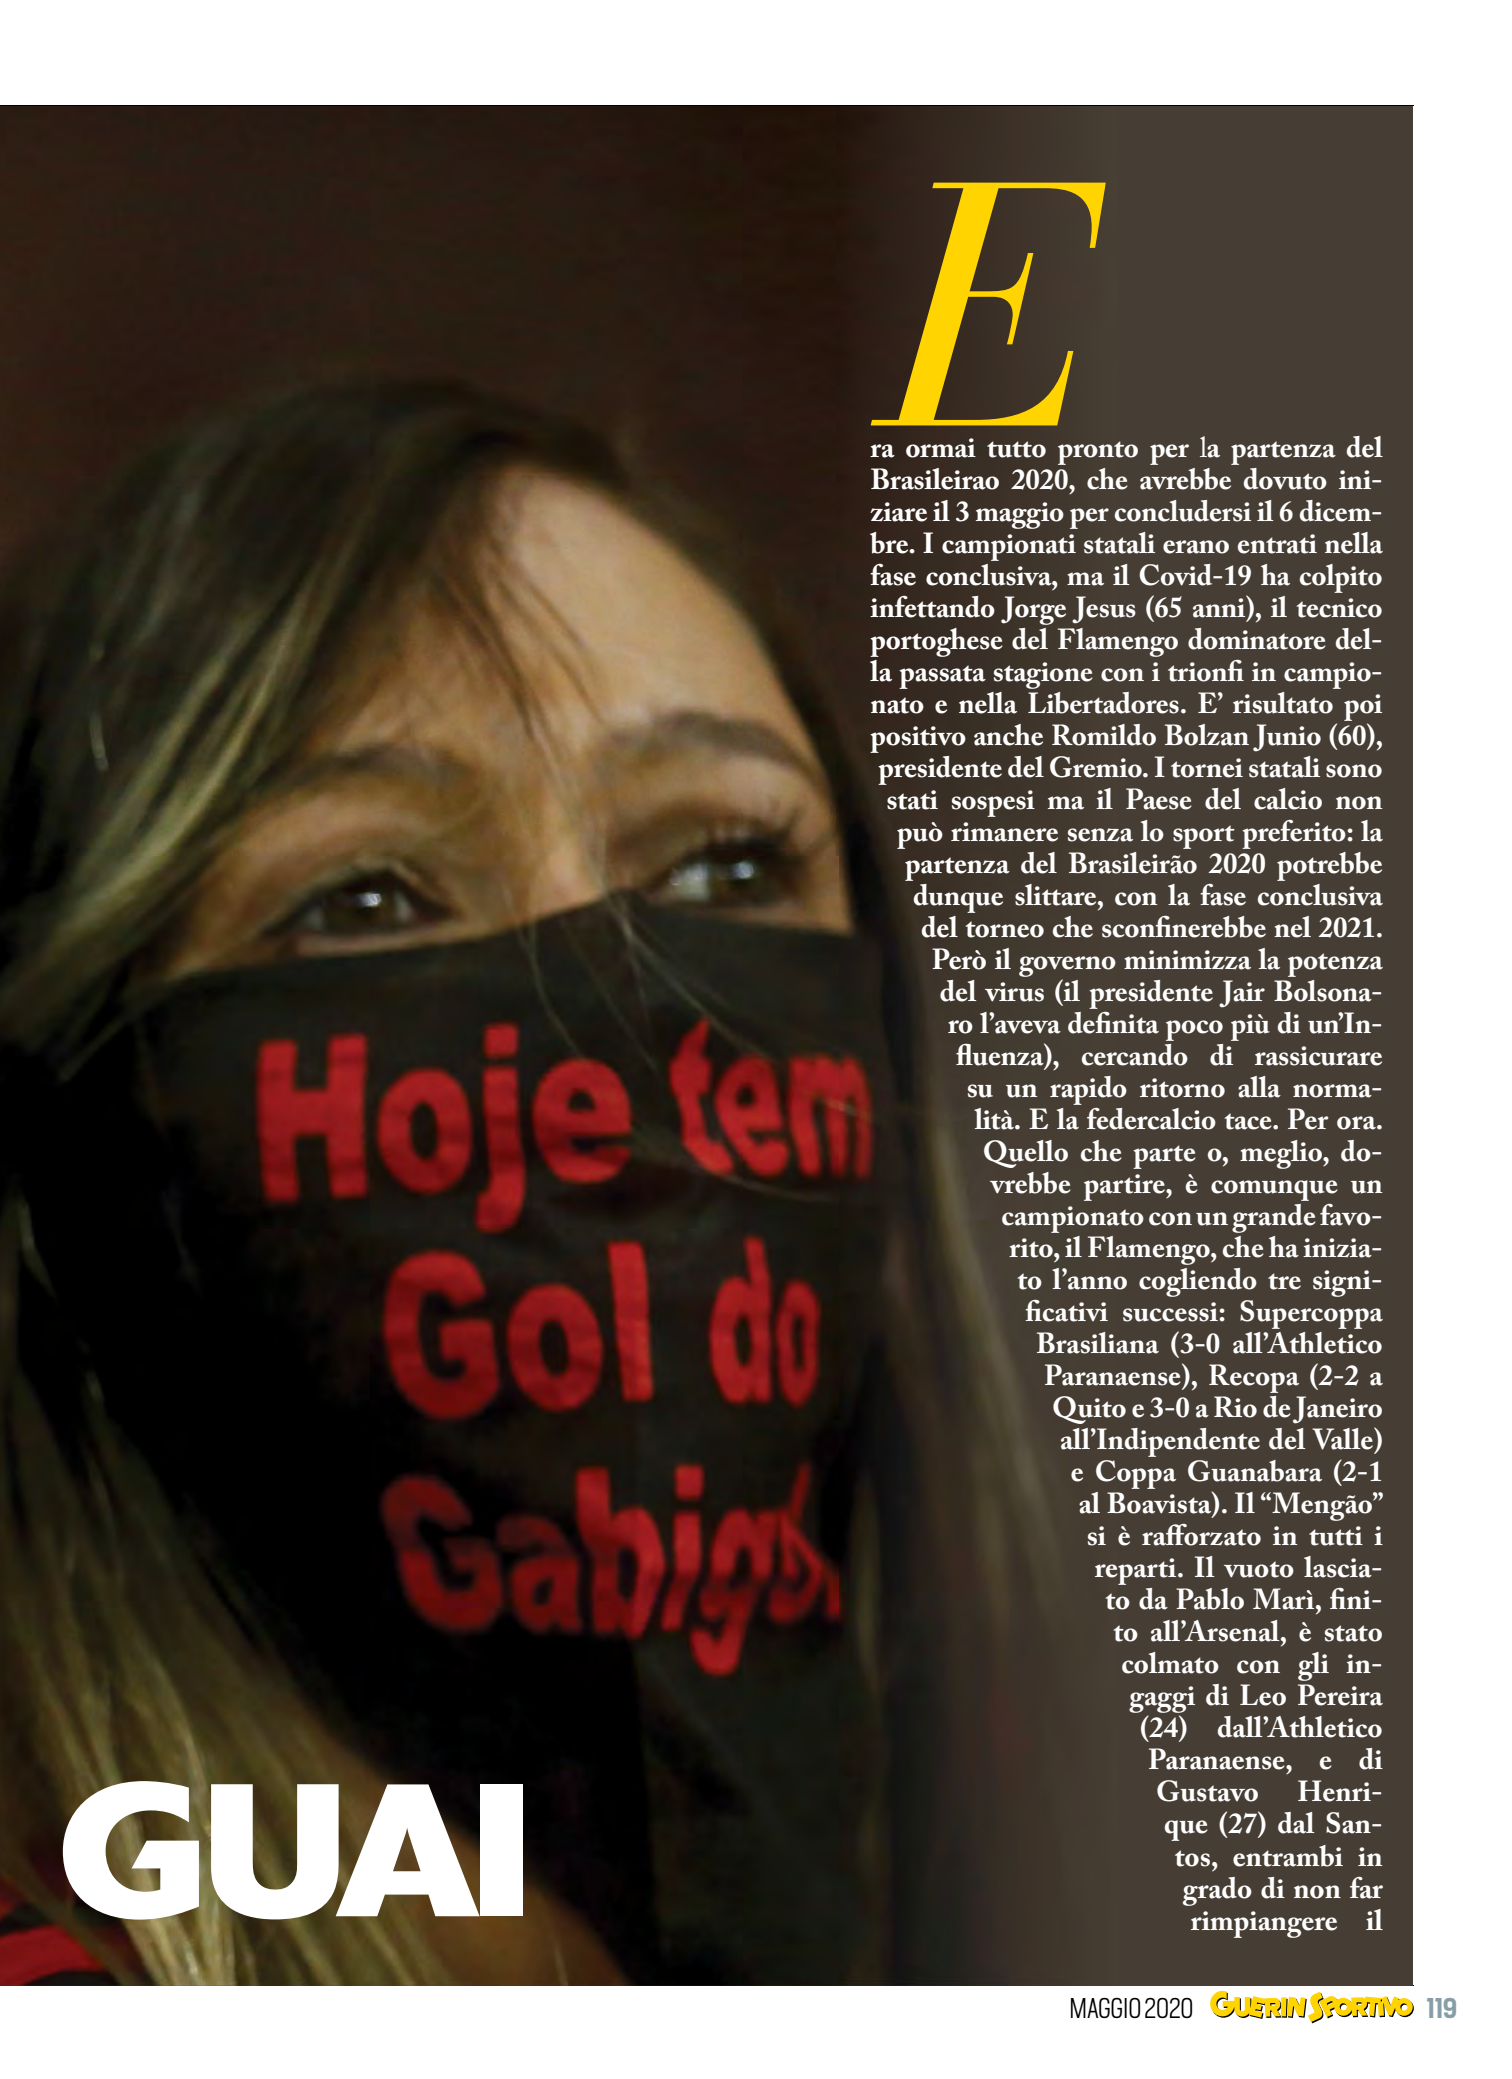 Hoje tem
Gol do
GUAI
E
ra ormai tutto pronto per la partenza del
Brasileirao 2020, che avrebbe dovuto ini-
ziare il 3 maggio per concludersi il 6 dicem-
bre. I campionati statali erano entrati nella
fase conclusiva, ma il Covid-19 ha colpito
infettando Jorge Jesus (65 anni), il tecnico
portoghese del Flamengo dominatore del-
la passata stagione con i trionfi in campio-
nato e nella Libertadores. E’ risultato poi
positivo anche Romildo Bolzan Junio (60),
presidente del Gremio. I tornei statali sono
stati sospesi ma il Paese del calcio non
può rimanere senza lo sport preferito: la
partenza del Brasileirão 2020 potrebbe
dunque slittare, con la fase conclusiva
del torneo che sconfinerebbe nel 2021.
Però il governo minimizza la potenza
del virus (il presidente Jair Bolsona-
ro l’aveva definita poco più di un’In-
fluenza), cercando di rassicurare
su un rapido ritorno alla norma-
lità. E la federcalcio tace. Per ora.
Quello che parte o, meglio, do-
vrebbe partire, è comunque un
campionato con un grande favo-
rito, il Flamengo, che ha inizia-
to l’anno cogliendo tre signi-
ficativi successi: Supercoppa
Brasiliana (3-0 all’Athletico
Paranaense), Recopa (2-2 a
Quito e 3-0 a Rio de Janeiro
all’Indipendente del Valle)
e Coppa Guanabara (2-1
al Boavista). Il “Mengão”
si è rafforzato in tutti i
reparti. Il vuoto lascia-
to da Pablo Marì, fini-
to all’Arsenal, è stato
colmato con gli in-
gaggi di Leo Pereira
(24) dall’Athletico
Paranaense, e di
Gustavo Henri-
que (27) dal San-
tos, entrambi in
grado di non far
rimpiangere il
MAGGIO 2020 GUERIN SPORTIVO 119